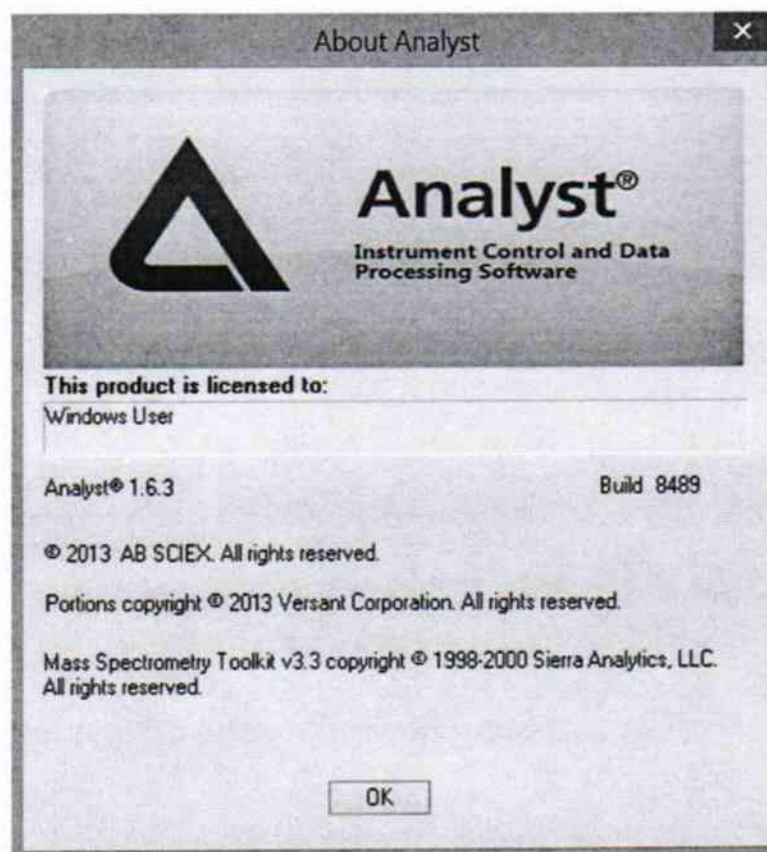 About Analyst
Analyst®
Instrument Control and Data
Processing Software
This product is licensed to:
Windows User
Analyst® 1.6.3 Build 8489
© 2013 AB SCIEX. All rights reserved.
Portions copyright © 2013 Versant Corporation. All rights reserved.
Mass Spectrometry Toolkit v3.3 copyright © 1998-2000 Sierra Analytics, LLC.
All rights reserved.
OK